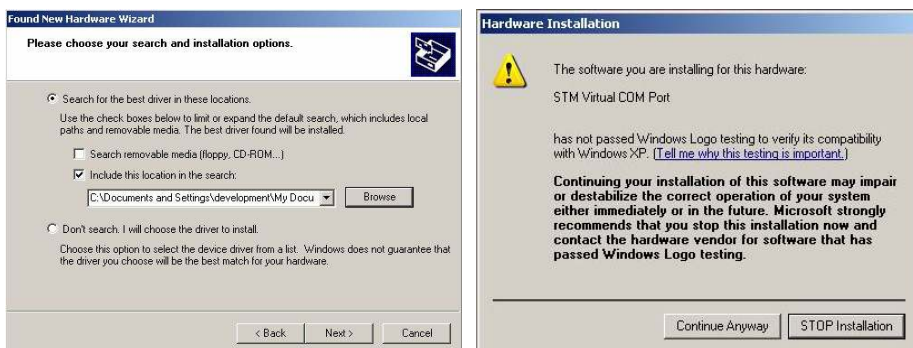 Found New Hardware Wizard
Please choose your search and installation options.
Search for the best driver in these locations.
Use the check boxes below to limit or expand the default search, which includes local
paths and removable media. The best driver found will be installed.
Search removable media (floppy, CD-ROM...)
Include this location in the search:
C:\Documents and Settings\development\My Docu
Browse
Don't search. I will choose the driver to install.
Choose this option to select the device driver from a list. Windows does not guarantee that
the driver you choose will be the best match for your hardware.
< Back
Next >
Cancel
Hardware Installation
The software you are installing for this hardware:
STM Virtual COM Port
has not passed Windows Logo testing to verify its compatibility
with Windows XP. (Tell me why this testing is important.)
Continuing your installation of this software may impair
or destabilize the correct operation of your system
either immediately or in the future. Microsoft strongly
recommends that you stop this installation now and
contact the hardware vendor for software that has
passed Windows Logo testing.
Continue Anyway
STOP Installation